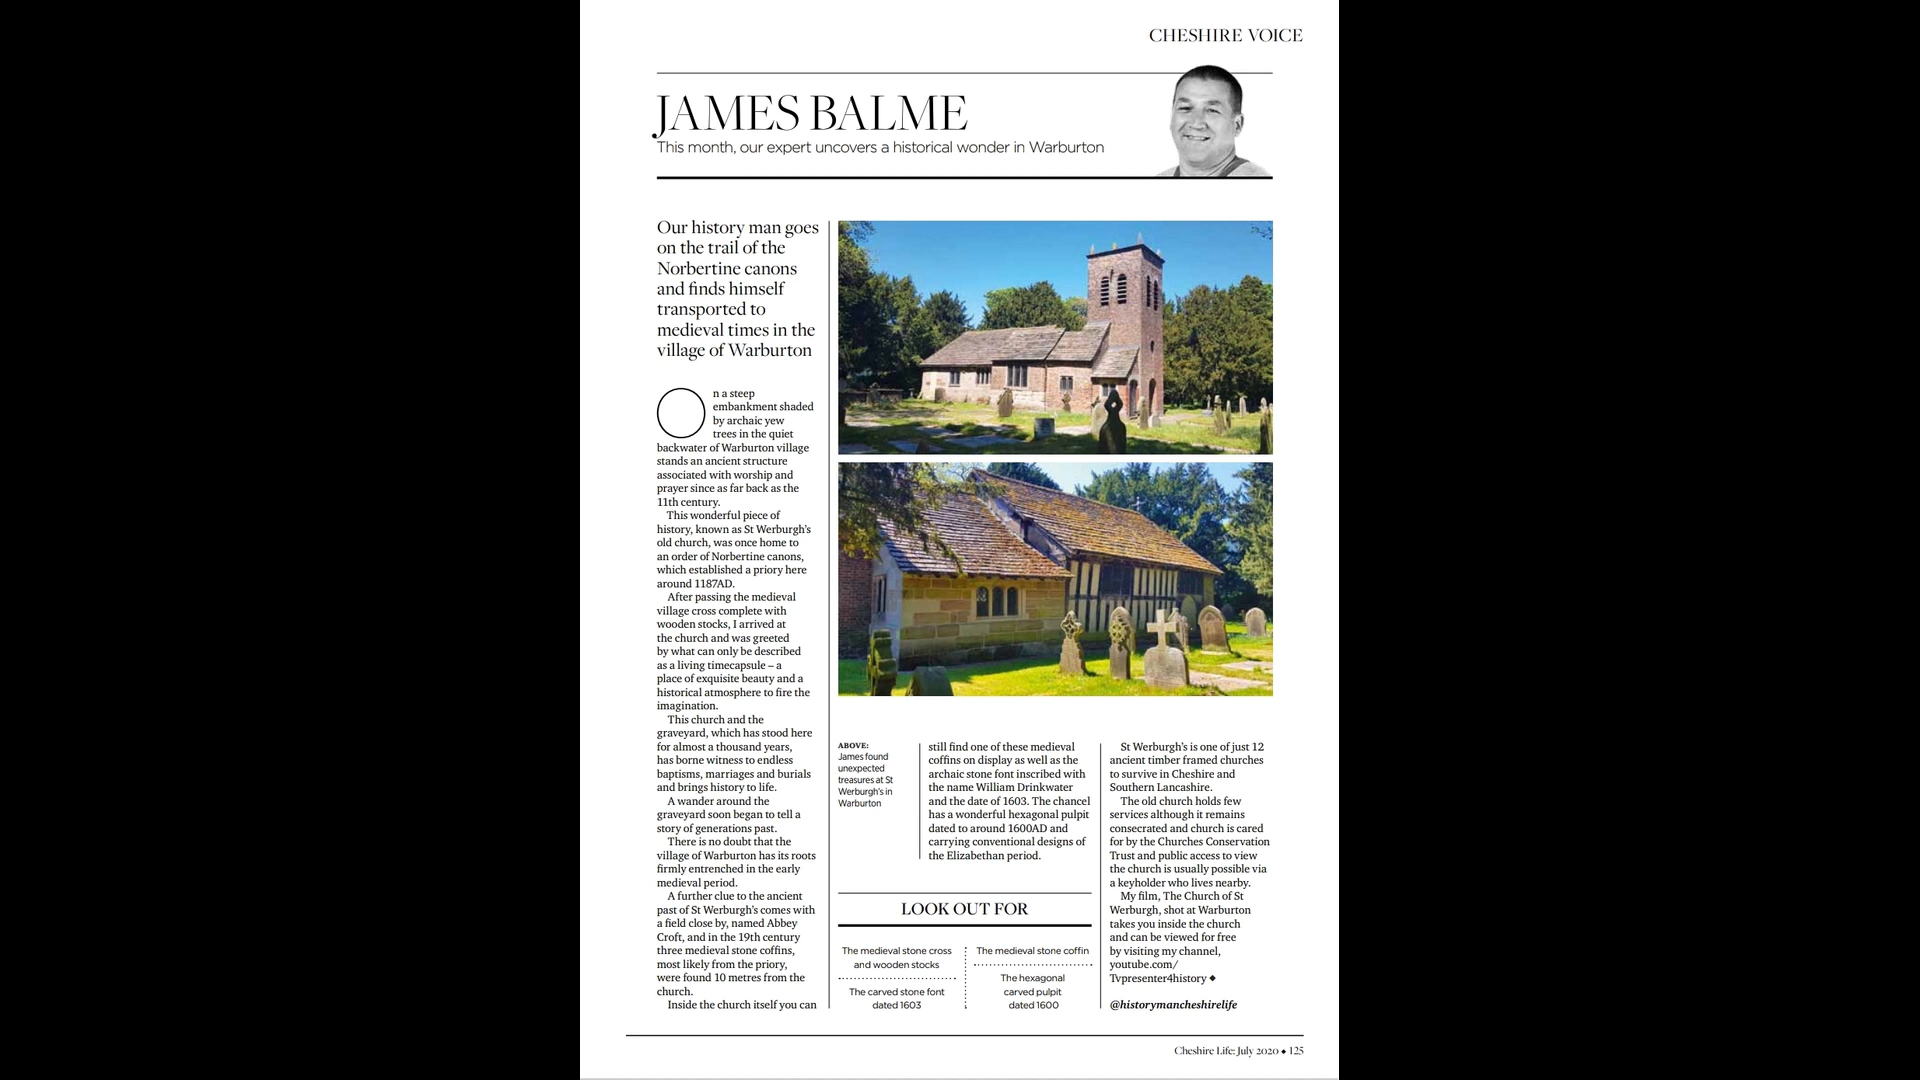 CHESHIRE VOICE
JAMES BALME
This month, our expert uncovers a historical wonder in Warburton
Our history man goes
on the trail of the
Norbertine canons
and finds himself
transported to
medieval times in the
village of Warburton
On a steep
embankment shaded
by archaic yew
trees in the quiet
backwater of Warburton village
stands an ancient structure
associated with worship and
prayer since as far back as the
11th century.
This wonderful piece of
history, known as St Werburgh's
old church, was once home to
an order of Norbertine canons,
which established a priory here
around 1187AD.
After passing the medieval
village cross complete with
wooden stocks, I arrived at
the church and was greeted
by what can only be described
as a living timecapsule – a
place of exquisite beauty and a
historical atmosphere to fire the
imagination.
This church and the
graveyard, which has stood here
for almost a thousand years,
has borne witness to endless
baptisms, marriages and burials
and brings history to life.
A wander around the
graveyard soon began to tell a
story of generations past.
There is no doubt that the
village of Warburton has its roots
firmly entrenched in the early
medieval period.
A further clue to the ancient
past of St Werburgh's comes with
a field close by, named Abbey
Croft, and in the 19th century
three medieval stone coffins,
most likely from the priory,
were found 10 metres from the
church.
Inside the church itself you can
ABOVE:
James found
unexpected
treasures at St
Werburgh's in
Warburton
still find one of these medieval
coffins on display as well as the
archaic stone font inscribed with
the name William Drinkwater
and the date of 1603. The chancel
has a wonderful hexagonal pulpit
dated to around 1600AD and
carrying conventional designs of
the Elizabethan period.
LOOK OUT FOR
The medieval stone cross
and wooden stocks
The carved stone font
dated 1603
The medieval stone coffin
The hexagonal
carved pulpit
dated 1600
St Werburgh's is one of just 12
ancient timber framed churches
to survive in Cheshire and
Southern Lancashire.
The old church holds few
services although it remains
consecrated and church is cared
for by the Churches Conservation
Trust and public access to view
the church is usually possible via
a keyholder who lives nearby.
My film, The Church of St
Werburgh, shot at Warburton
takes you inside the church
and can be viewed for free
by visiting my channel,
youtube.com/
Tvpresenter4history ◆
@historymancheshirelife
Cheshire Life: July 2020 ◆ 125